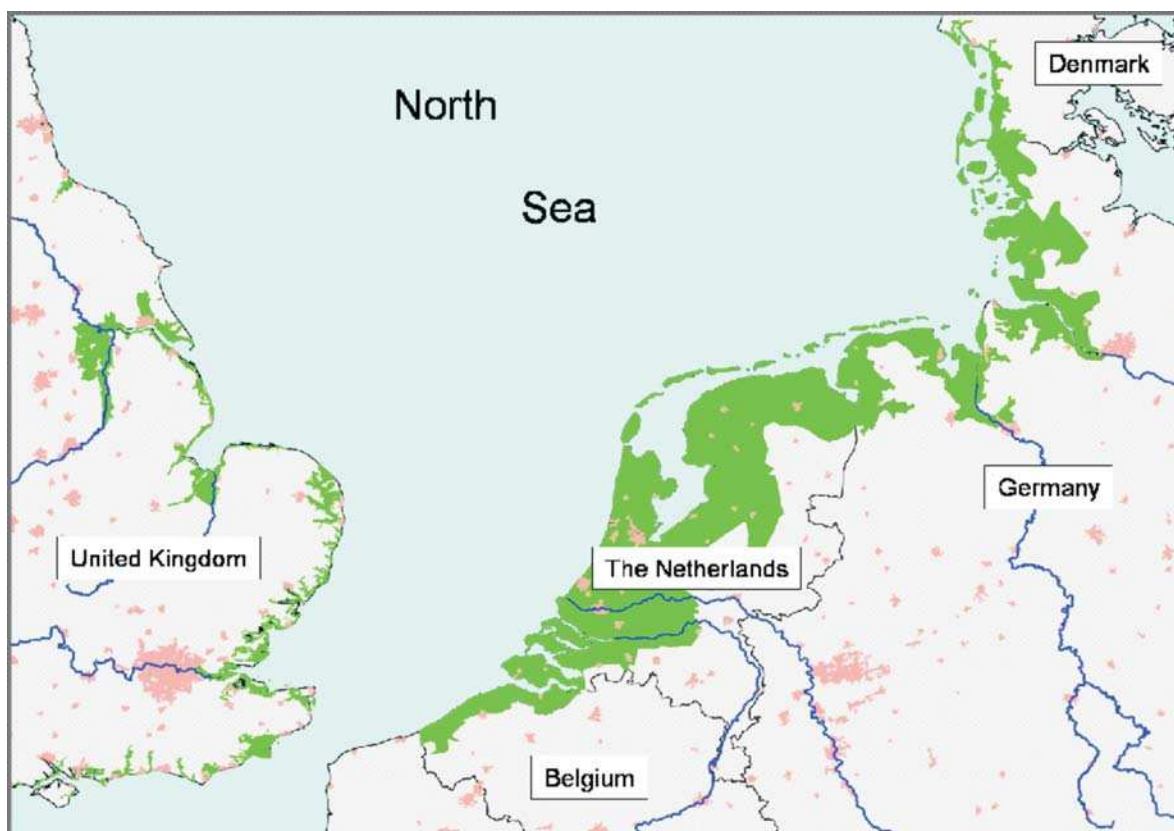 Denmark
North
Sea
Germany
United Kingdom
The Netherlands
Belgium